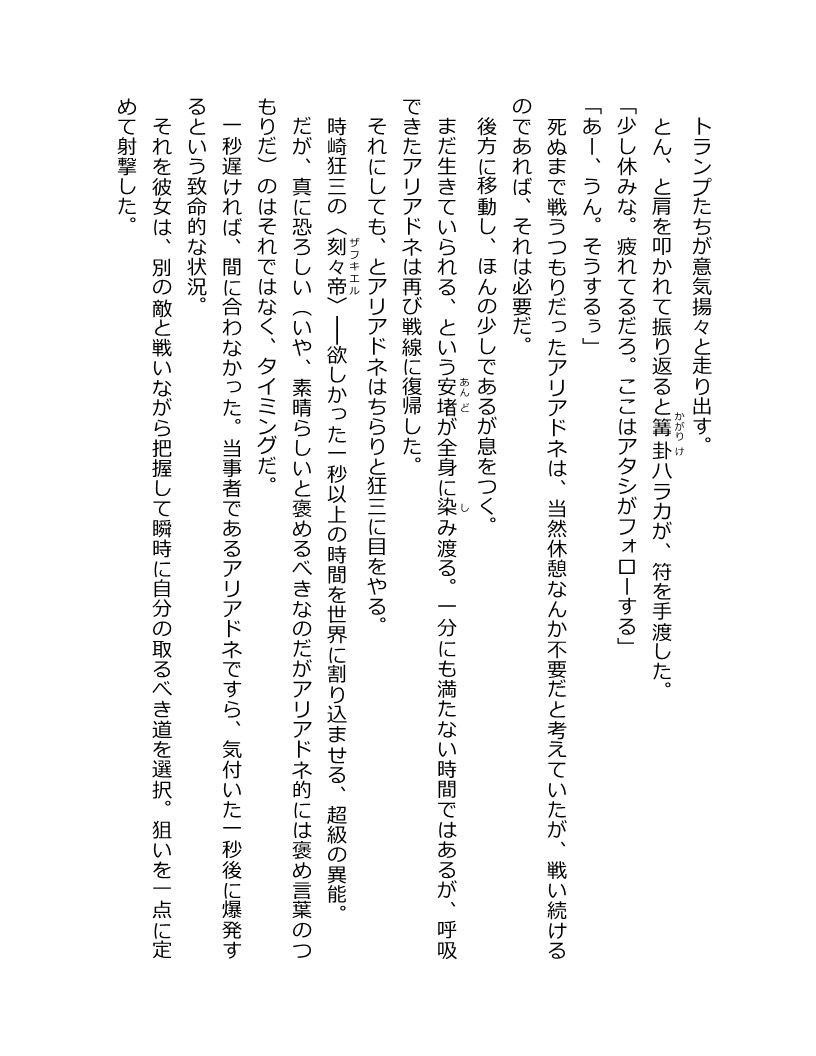 トランプたちが意気揚々と走り出す。
とん、と肩を叩かれて振り返ると篝卦ハラカが、符を手渡した。
「少し休みな。疲れてるだろ。ここはアタシがフォローする」
「あー、うん。そうするぅ」
死ぬまで戦うつもりだったアリアドネは、当然休憩なんか不要だと考えていたが、戦い続ける
のであれば、それは必要だ。
後方に移動し、ほんの少しであるが息をつく。
まだ生きていられる、という安堵が全身に染み渡る。一分にも満たない時間ではあるが、呼吸
できたアリアドネは再び戦線に復帰した。
それにしても、とアリアドネはちらりと狂三に目をやる。
時崎狂三の〈刻々帝〉――欲しかった一秒以上の時間を世界に割り込ませる、超級の異能。
だが、真に恐ろしい（いや、素晴らしいと褒めるべきなのだがアリアドネ的には褒め言葉のつ
もりだ）のはそれではなく、タイミングだ。
一秒遅ければ、間に合わなかった。当事者であるアリアドネですら、気付いた一秒後に爆発す
るという致命的な状況。
それを彼女は、別の敵と戦いながら把握して瞬時に自分の取るべき道を選択。狙いを一点に定
めて射撃した。